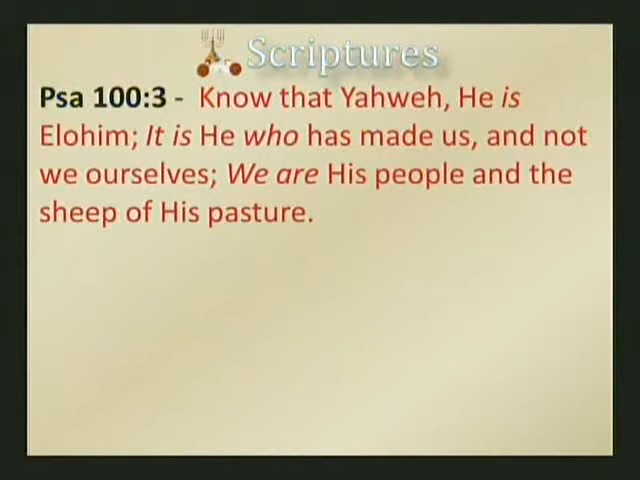 Scriptures
Psa 100:3 - Know that Yahweh, He is
Elohim; It is He who has made us, and not
we ourselves; We are His people and the
sheep of His pasture.